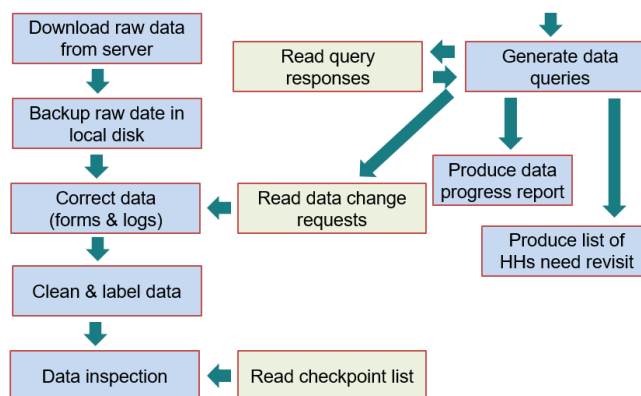 Download raw data
from server
Backup raw date in
local disk
Correct data
(forms & logs)
Clean & label data
Data inspection
Read query
responses
Read data change
requests
Read checkpoint list
Generate data
queries
Produce data
progress report
Produce list of
HHs need revisit